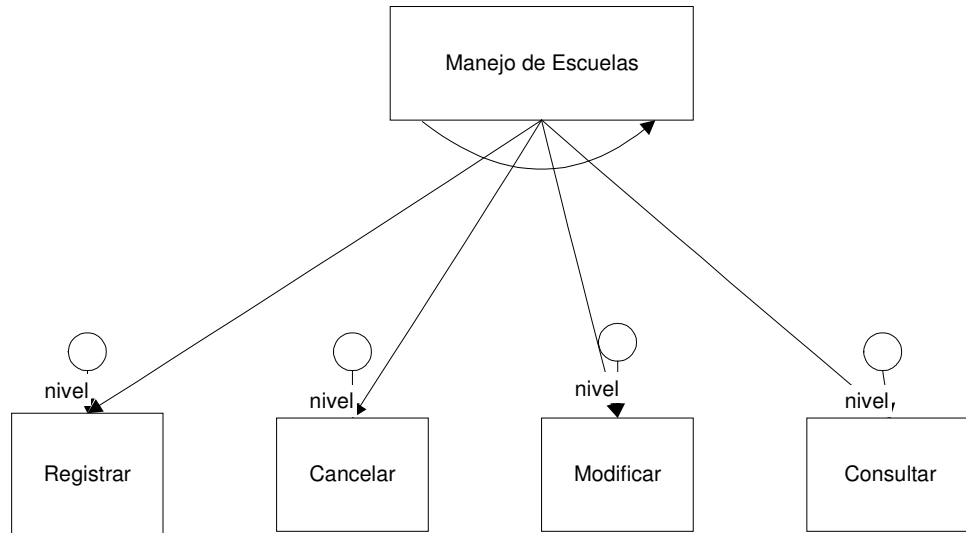 Manejo de Escuelas
nivel
nivel
nivel
nivel
Registrar
Cancelar
Modificar
Consultar